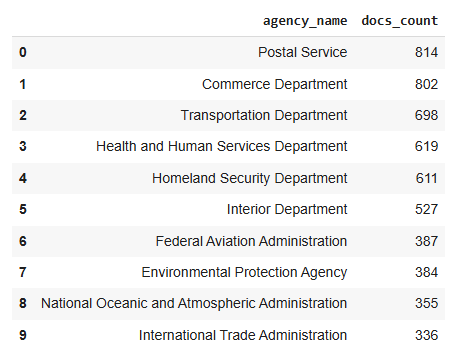 agency_name docs_count
0 Postal Service 814
1 Commerce Department 802
2 Transportation Department 698
3 Health and Human Services Department 619
4 Homeland Security Department 611
5 Interior Department 527
6 Federal Aviation Administration 387
7 Environmental Protection Agency 384
8 National Oceanic and Atmospheric Administration 355
9 International Trade Administration 336